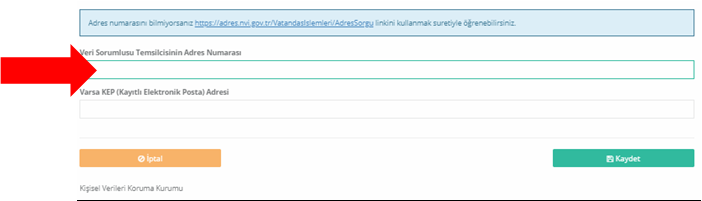 Adres numarasını bilmiyorsanız https://adres.nvi.gov.tr/VatandasIslemleri/AdresSorgu linkini kullanmak suretiyle öğrenebilirsiniz.
Veri Sorumlusu Temsilcisinin Adres Numarası
Varsa KEP (Kayıtlı Elektronik Posta) Adresi
İptal
Kaydet
Kişisel Verileri Koruma Kurumu